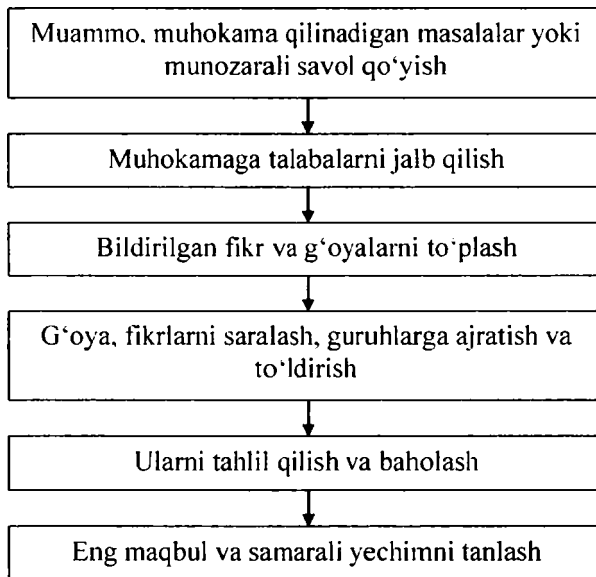 Muammo, muhokama qilinadigan masalalar yoki
munozarali savol qo‘yish
Muhokamaga talabalarni jalb qilish
Bildirilgan fikr va g‘oyalarni to‘plash
G‘oya, fikrlarni saralash, guruhlarga ajratish va
to‘ldirish
Ularni tahlil qilish va baholash
Eng maqbul va samarali yechimni tanlash